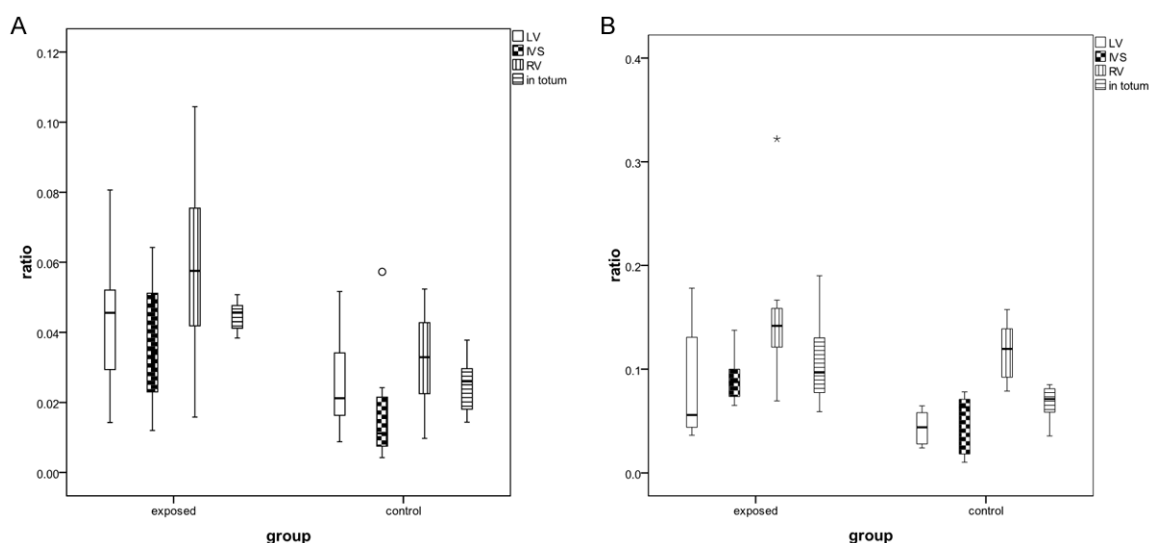 A
LV
IVS
RV
in totum
0.12
0.10
0.08
0.06
0.04
0.02
0.00
ratio
exposed
control
group
B
LV
IVS
RV
in totum
0.4
0.3
0.2
0.1
0.0
ratio
exposed
control
group